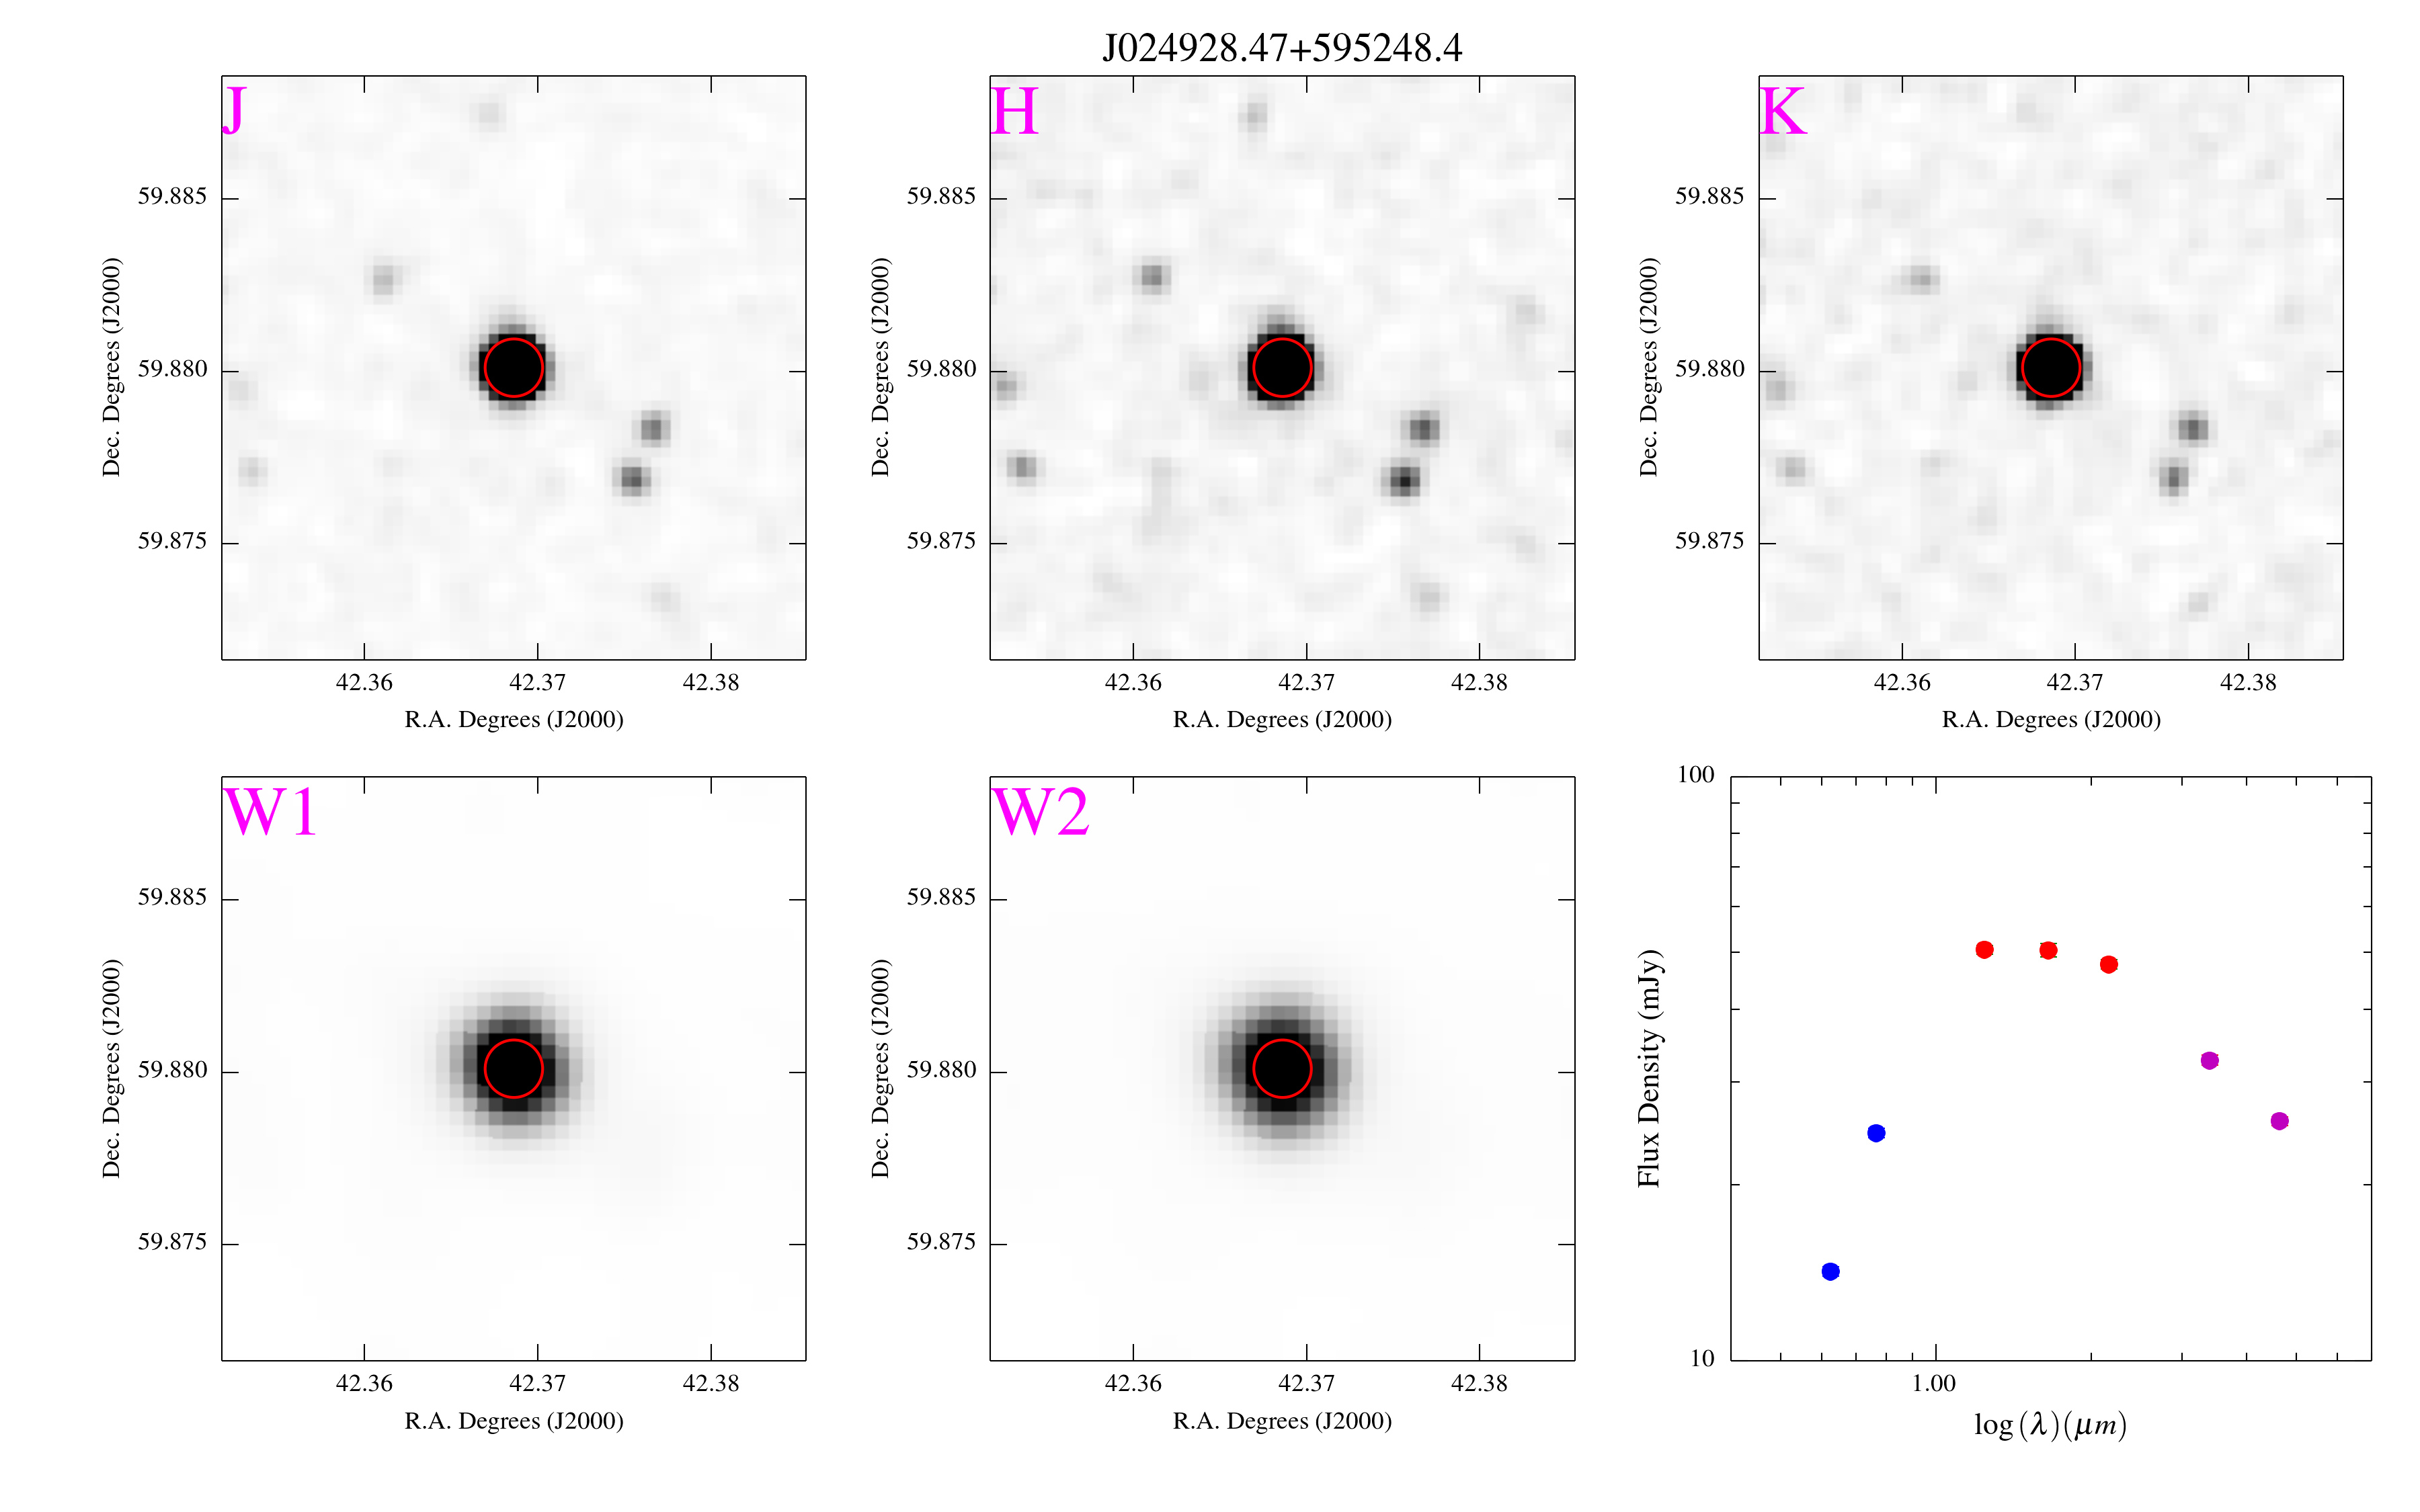 J024928.47+595248.4
J
H
K
59.885
59.880
59.875
Dec. Degrees (J2000)
42.36 42.37 42.38
R.A. Degrees (J2000)
59.885
59.880
59.875
Dec. Degrees (J2000)
42.36 42.37 42.38
R.A. Degrees (J2000)
59.885
59.880
59.875
Dec. Degrees (J2000)
42.36 42.37 42.38
R.A. Degrees (J2000)
W1
59.885
59.880
59.875
Dec. Degrees (J2000)
42.36 42.37 42.38
R.A. Degrees (J2000)
W2
59.885
59.880
59.875
Dec. Degrees (J2000)
42.36 42.37 42.38
R.A. Degrees (J2000)
100
10
Flux Density (mJy)
1.00
log(λ)(μm)